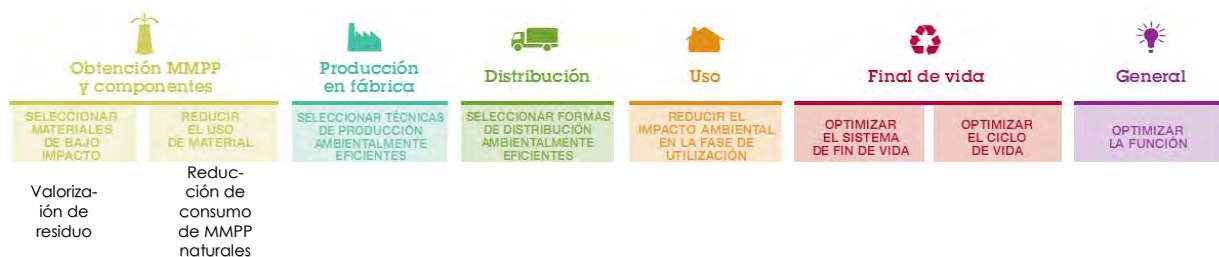 Obtención MMPP
y componentes
Producción
en fábrica
Distribución
Uso
Final de vida
General
SELECCIONAR
MATERIALES
DE BAJO
IMPACTO
REDUCIR
EL USO
DE MATERIAL
SELECCIONAR TÉCNICAS
DE PRODUCCIÓN
AMBIENTALMENTE
EFICIENTES
SELECCIONAR FORMAS
DE DISTRIBUCIÓN
AMBIENTALMENTE
EFICIENTES
REDUCIR EL
IMPACTO AMBIENTAL
EN LA FASE DE
UTILIZACIÓN
OPTIMIZAR
EL SISTEMA
DE FIN DE VIDA
OPTIMIZAR
EL CICLO
DE VIDA
OPTIMIZAR
LA FUNCIÓN
Valoriza-
ión de
residuo
Reduc-
ción de
consumo
de MMPP
naturales